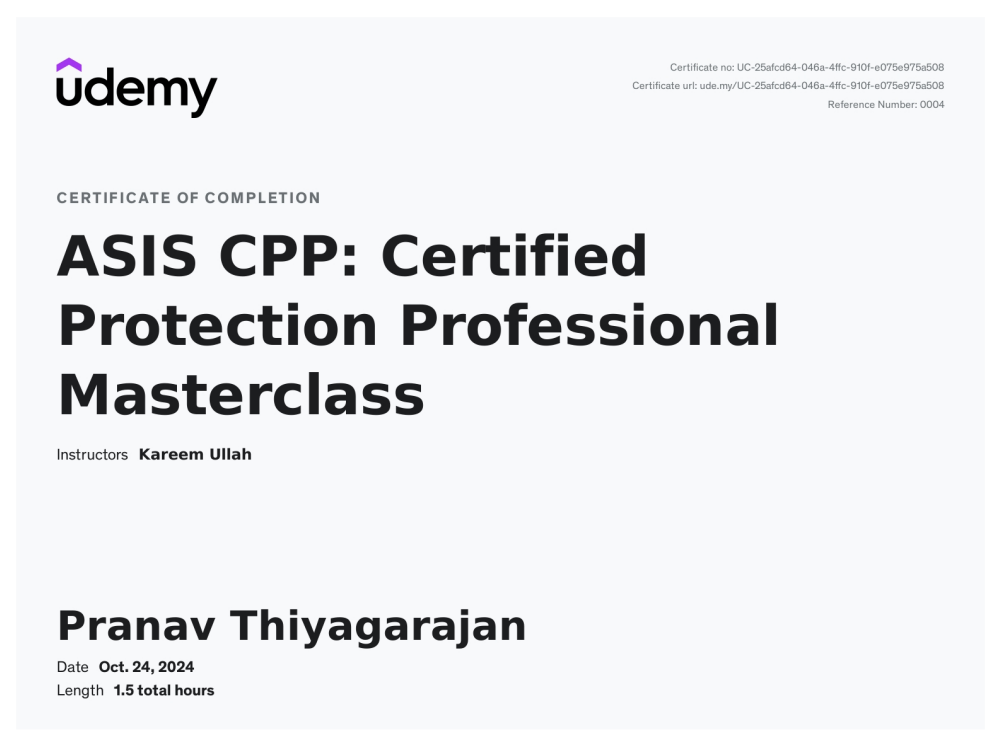 udemy
Certificate no: UC-25afcd64-046a-4ffc-910f-e075e975a508
Certificate url: ude.my/UC-25afcd64-046a-4ffc-910f-e075e975a508
Reference Number: 0004
CERTIFICATE OF COMPLETION
ASIS CPP: Certified
Protection Professional
Masterclass
Instructors Kareem Ullah
Pranav Thiyagarajan
Date Oct. 24, 2024
Length 1.5 total hours